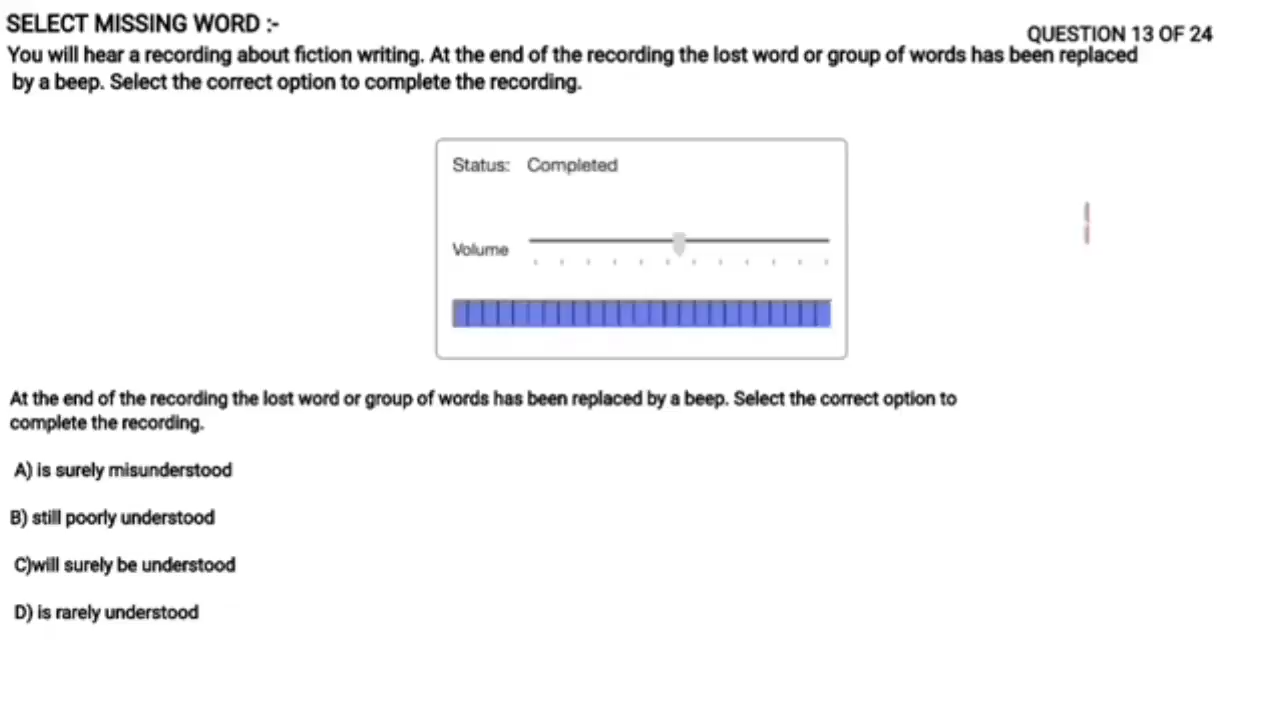 SELECT MISSING WORD :-
QUESTION 13 OF 24
You will hear a recording about fiction writing. At the end of the recording the lost word or group of words has been replaced
by a beep. Select the correct option to complete the recording.
Status: Completed
Volume
At the end of the recording the lost word or group of words has been replaced by a beep. Select the correct option to
complete the recording.
A) is surely misunderstood
B) still poorly understood
C)will surely be understood
D) is rarely understood